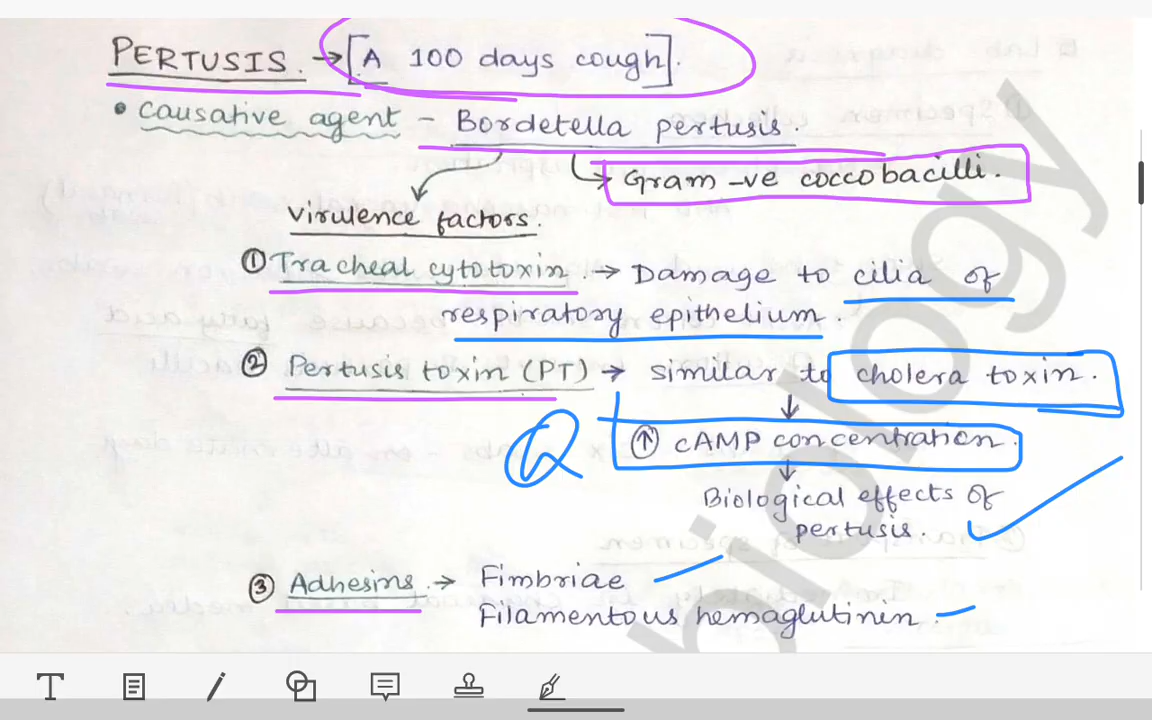 PERTUSIS. → [A 100 days cough].
• Causative agent - Bordetella pertusis.
→ Gram -ve coccobacilli.
virulence factors.
① Tracheal cytotoxin → Damage to cilia of
respiratory epithelium.
② Pertusis toxin (PT) → similar to cholera toxin.
↑ cAMP concentration.
Biological effects of
pertusis.
③ Adhesins → Fimbriae
Filamentous hemaglutinin.
Q
biology
T